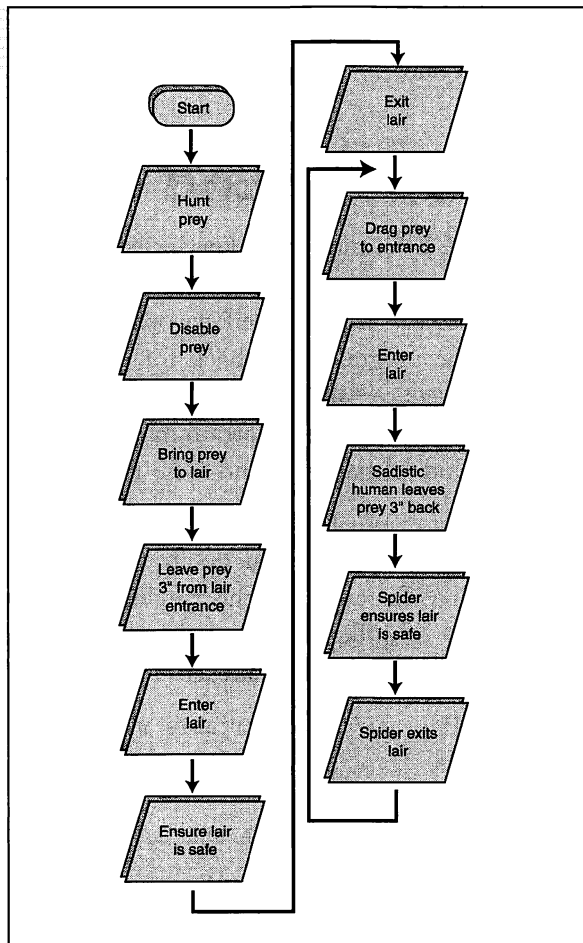 Start
Hunt
prey
Disable
prey
Bring prey
to lair
Leave prey
3" from lair
entrance
Enter
lair
Ensure lair
is safe
Exit
lair
Drag prey
to entrance
Enter
lair
Sadistic
human leaves
prey 3" back
Spider
ensures lair
is safe
Spider exits
lair